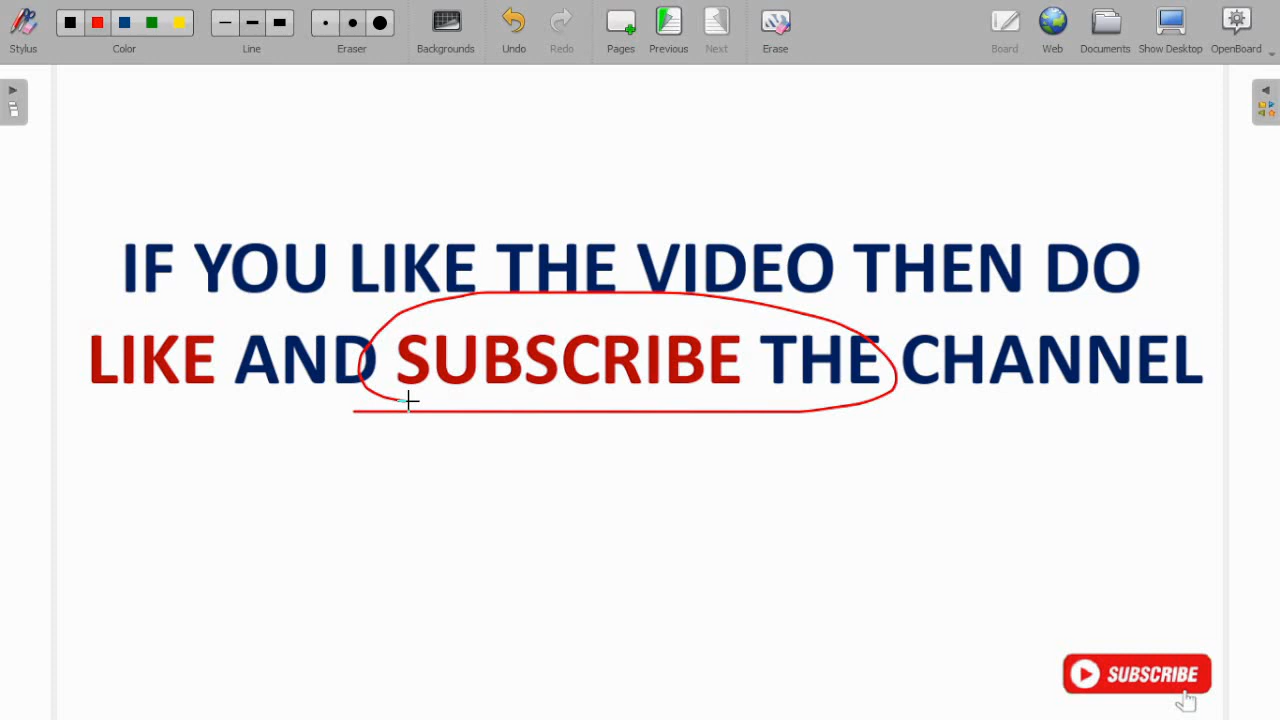 Stylus Color Line Eraser Backgrounds Undo Redo Pages Previous Next Erase Board Web Documents Show Desktop OpenBoard
IF YOU LIKE THE VIDEO THEN DO
LIKE AND SUBSCRIBE THE CHANNEL
SUBSCRIBE